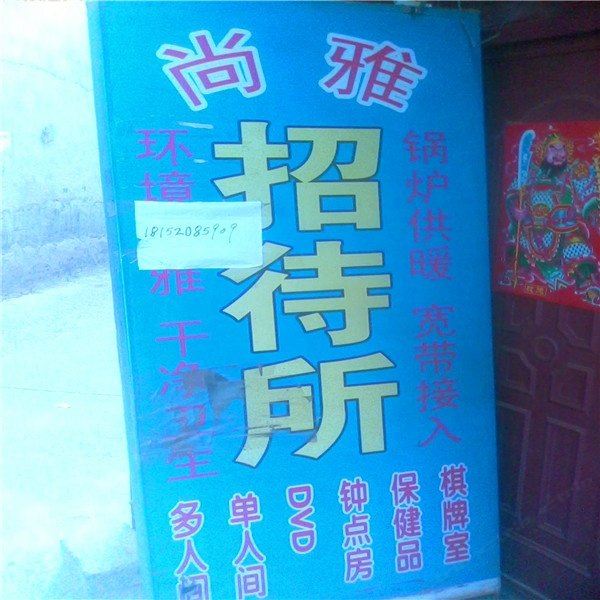 尚雅
招待所
环境
雅 干净卫生
18152085909
锅炉供暖 宽带接入
多人间
单人间
DVD
钟点房
保健品
棋牌室